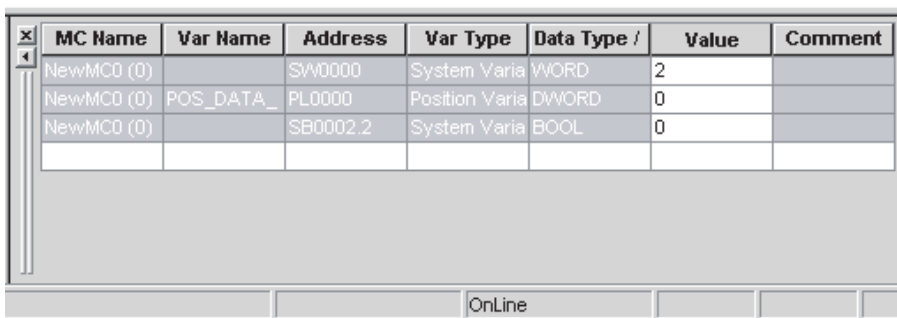 MC Name Var Name Address Var Type Data Type / Value Comment
NewMC0 (0) SW0000 System Varia WORD 2
NewMC0 (0) POS_DATA_ PL0000 Position Varia DWORD 0
NewMC0 (0) SB0002.2 System Varia BOOL 0
OnLine